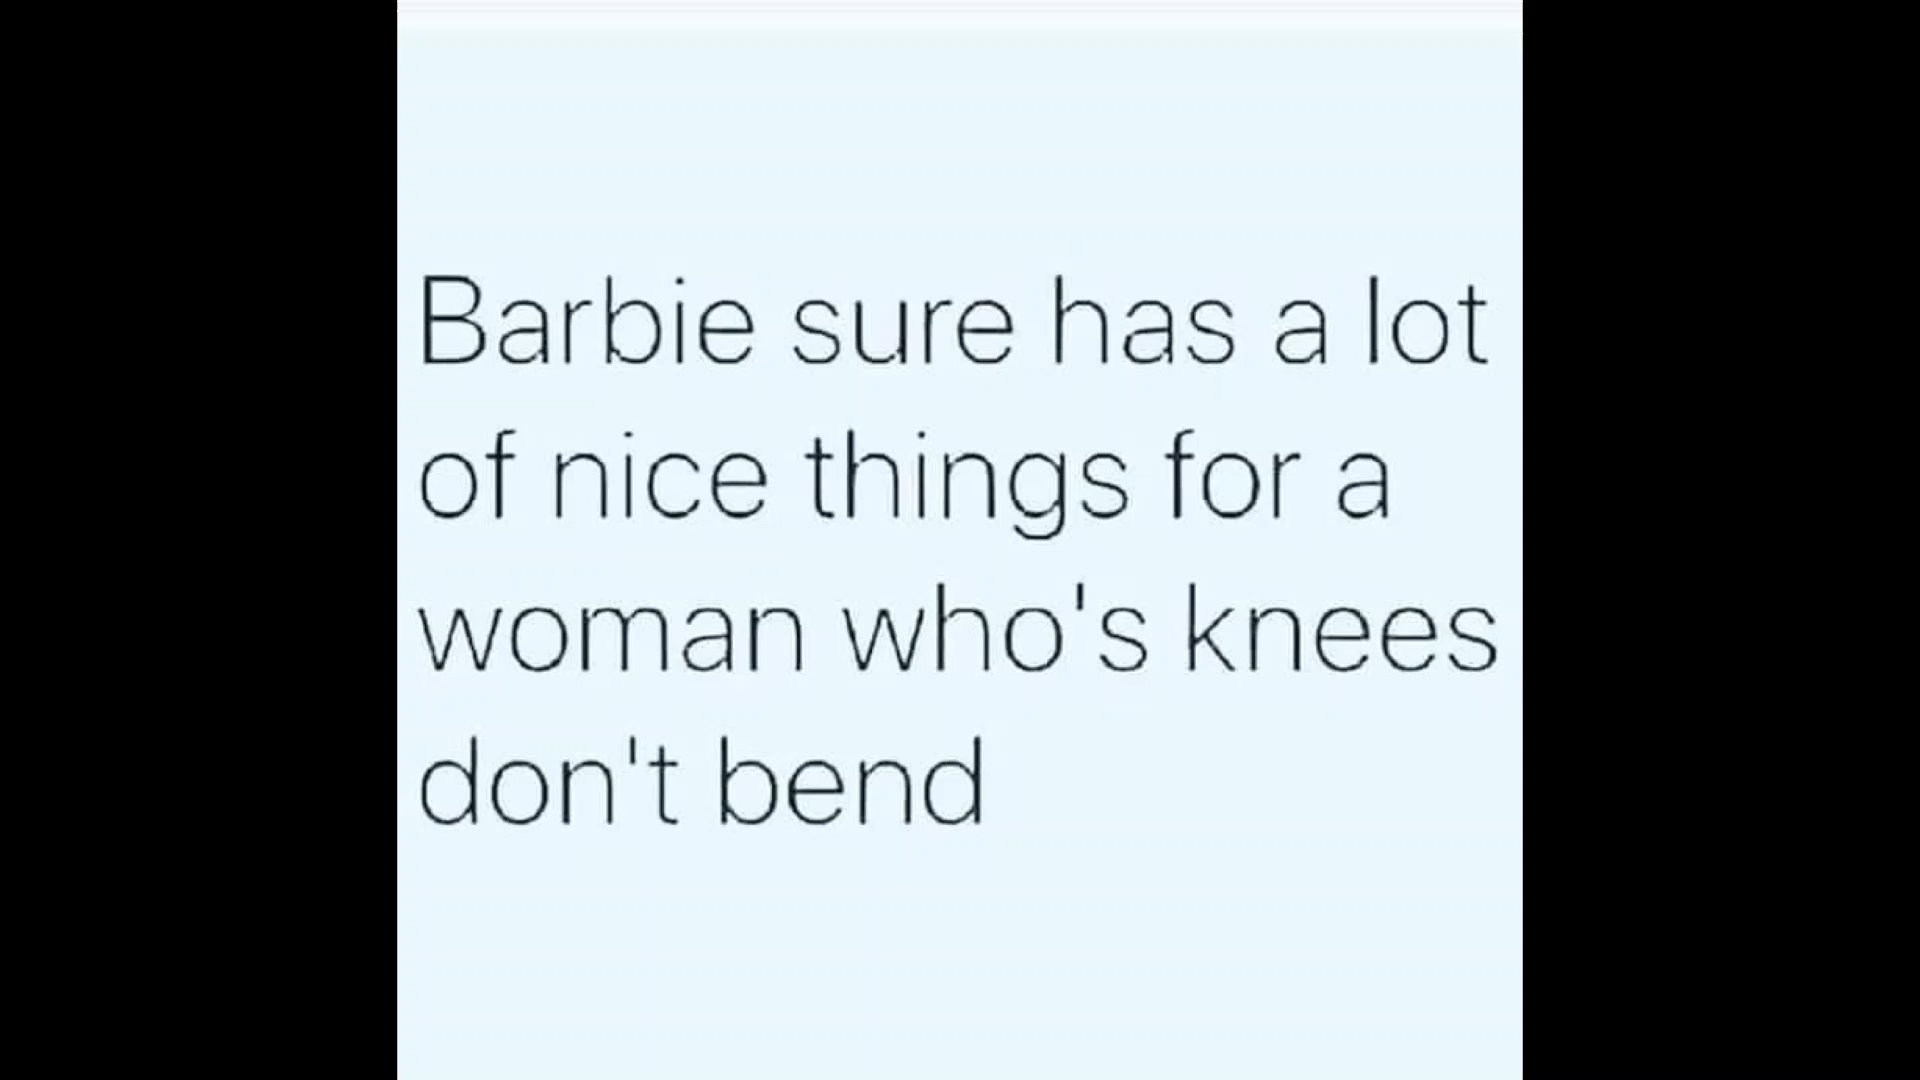 Barbie sure has a lot
of nice things for a
woman who's knees
don't bend